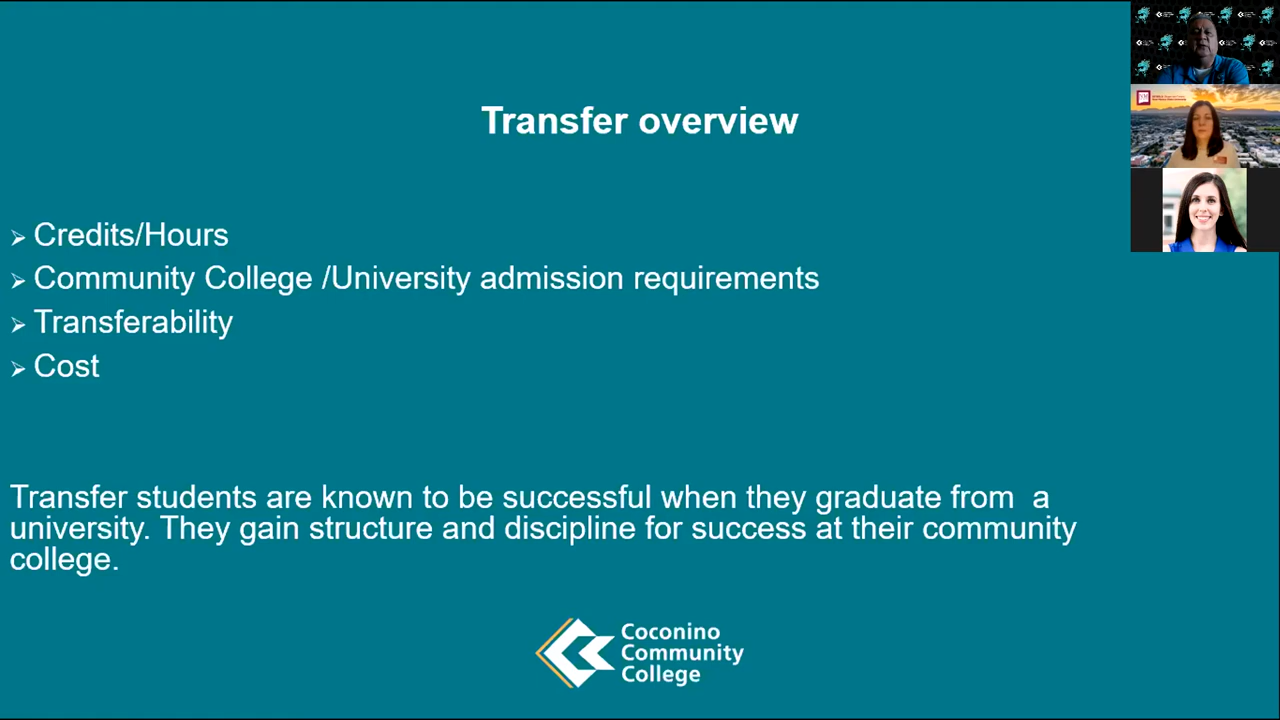 Transfer overview
Credits/Hours
Community College /University admission requirements
Transferability
Cost
Transfer students are known to be successful when they graduate from  a
university. They gain structure and discipline for success at their community
college.
Coconino
Community
College